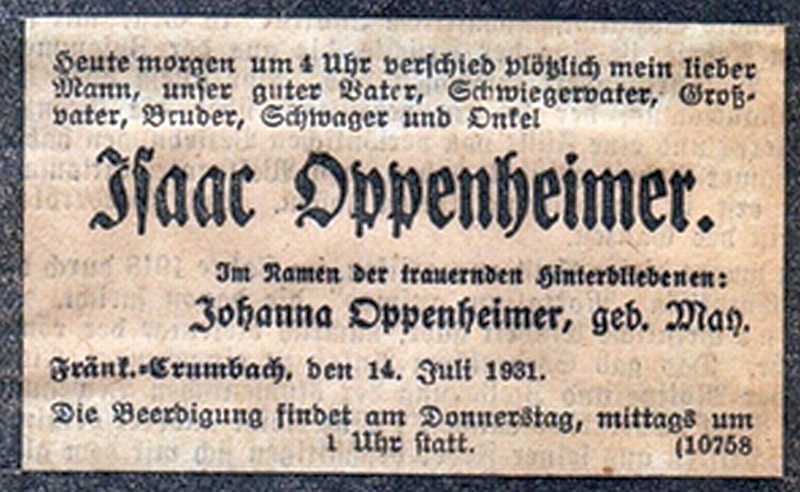 Heute morgen um 4 Uhr verschied plötzlich mein lieber
Mann, unser guter Vater, Schwiegervater, Groß-
vater, Bruder, Schwager und Onkel
Isaac Oppenheimer.
Im Namen der trauernden Hinterbliebenen:
Johanna Oppenheimer, geb. May.
Fränk.-Crumbach, den 14. Juli 1931.
Die Beerdigung findet am Donnerstag, mittags um
1 Uhr statt. (10758